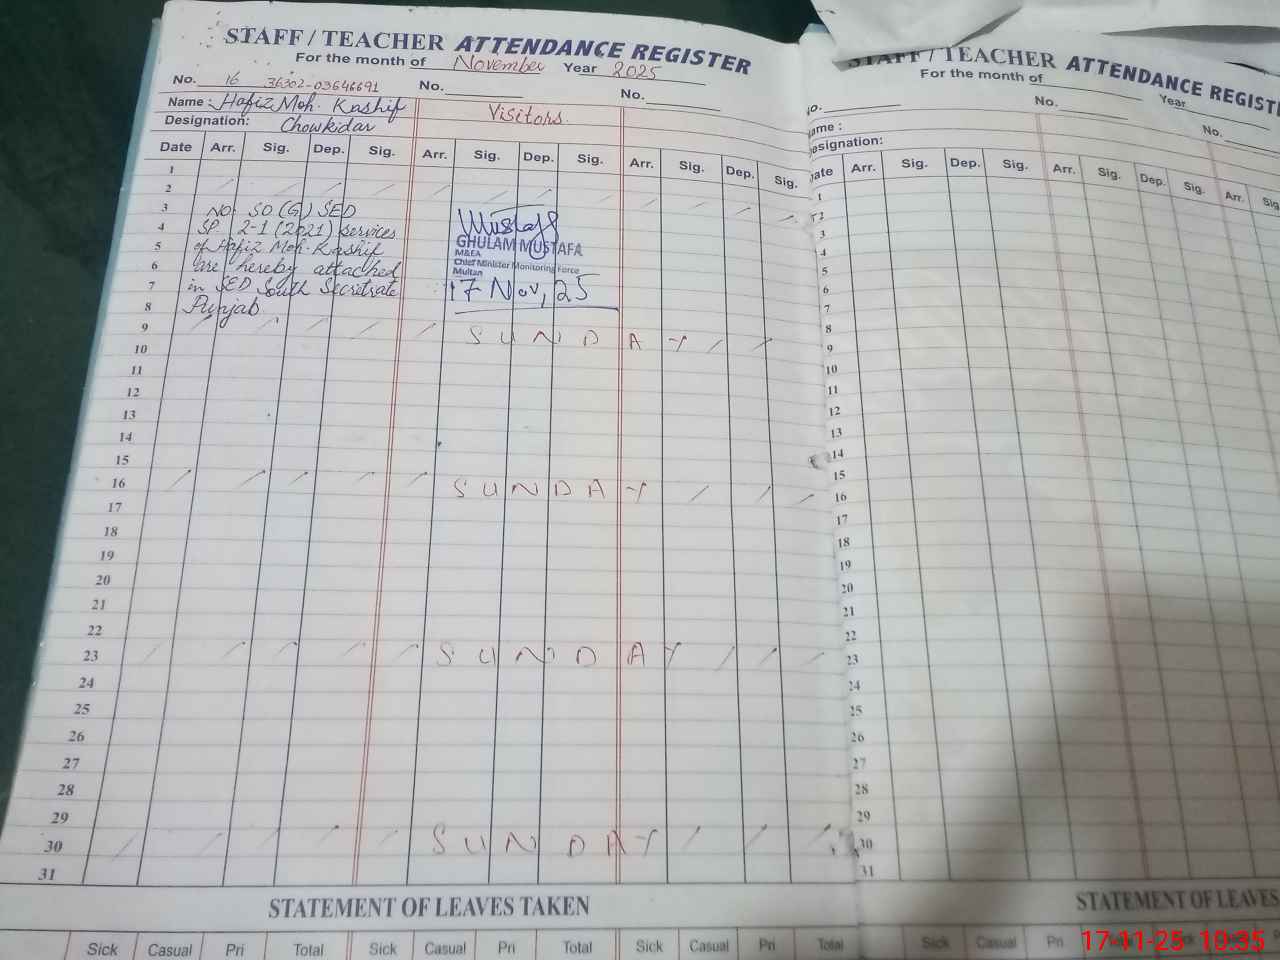 STAFF / TEACHER ATTENDANCE REGISTER
For the month of November Year 2025
No. 16 36302-03646691 No. No.
Name : Hafiz Moh. Kashif Visitors.
Designation: Chowkidar
Date Arr. Sig. Dep. Sig. Arr. Sig. Dep. Sig. Arr. Sig. Dep. Sig.
1
2
3 NO SO (G) SED
4 SP. 2-1 (2021) services
5 of Hafiz Moh. Kashif
6 are hereby attached
7 in SED South Secretrate
8 Punjab
Mustafa
GHULAM MUSTAFA
M&EA
Chief Minister Monitoring Force
Multan
17 Nov, 25
9 SUNDAY
10
11
12
13
14
15
16 SUNDAY
17
18
19
20
21
22
23 SUNDAY
24
25
26
27
28
29
30 SUNDAY
31
STATEMENT OF LEAVES TAKEN
Sick Casual Pri Total Sick Casual Pri Total Sick Casual Pri Total
STAFF / TEACHER ATTENDANCE REGIST
For the month of Year
No. No. No.
ame :
esignation:
ate Arr. Sig. Dep. Sig. Arr. Sig. Dep. Sig. Arr. Sig
1
2
3
4
5
6
7
8
9
10
11
12
13
14
15
16
17
18
19
20
21
22
23
24
25
26
27
28
29
30
31
STATEMENT OF LEAVES
Sick Casual Pri
17-11-25 10:35